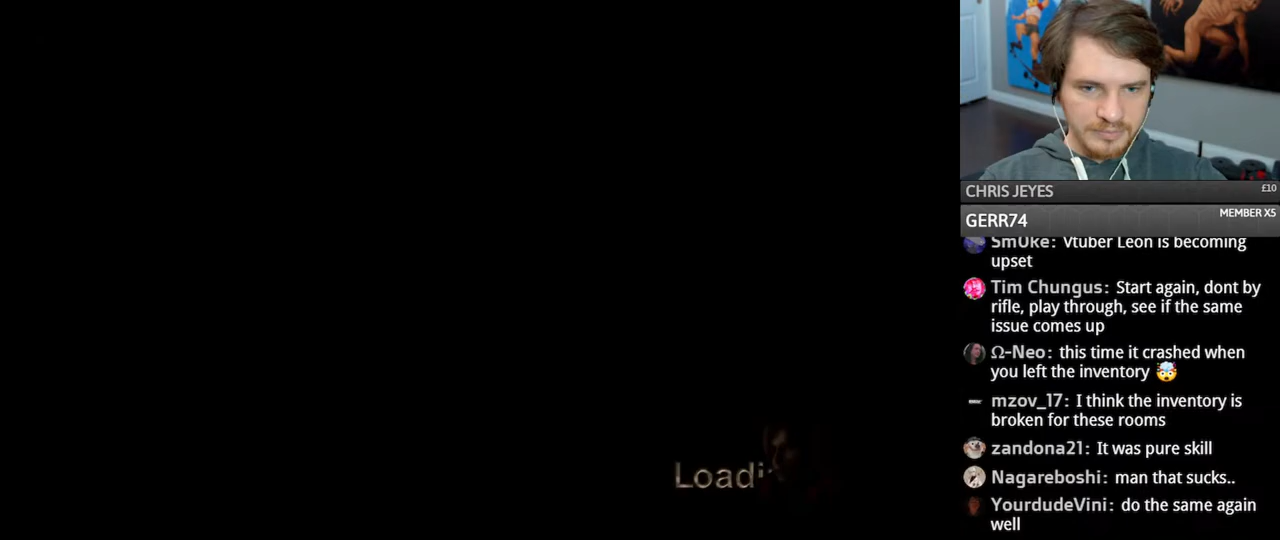 CHRIS JEYES
£10
GERR74
MEMBER X5
Sm0ke: Vtuber Leon is becoming
upset
Tim Chungus: Start again, dont by
rifle, play through, see if the same
issue comes up
Ω-Neo: this time it crashed when
you left the inventory 🤯
mzov_17: I think the inventory is
broken for these rooms
zandona21: It was pure skill
Nagareboshi: man that sucks..
Loadi
YourdudeVini: do the same again
well